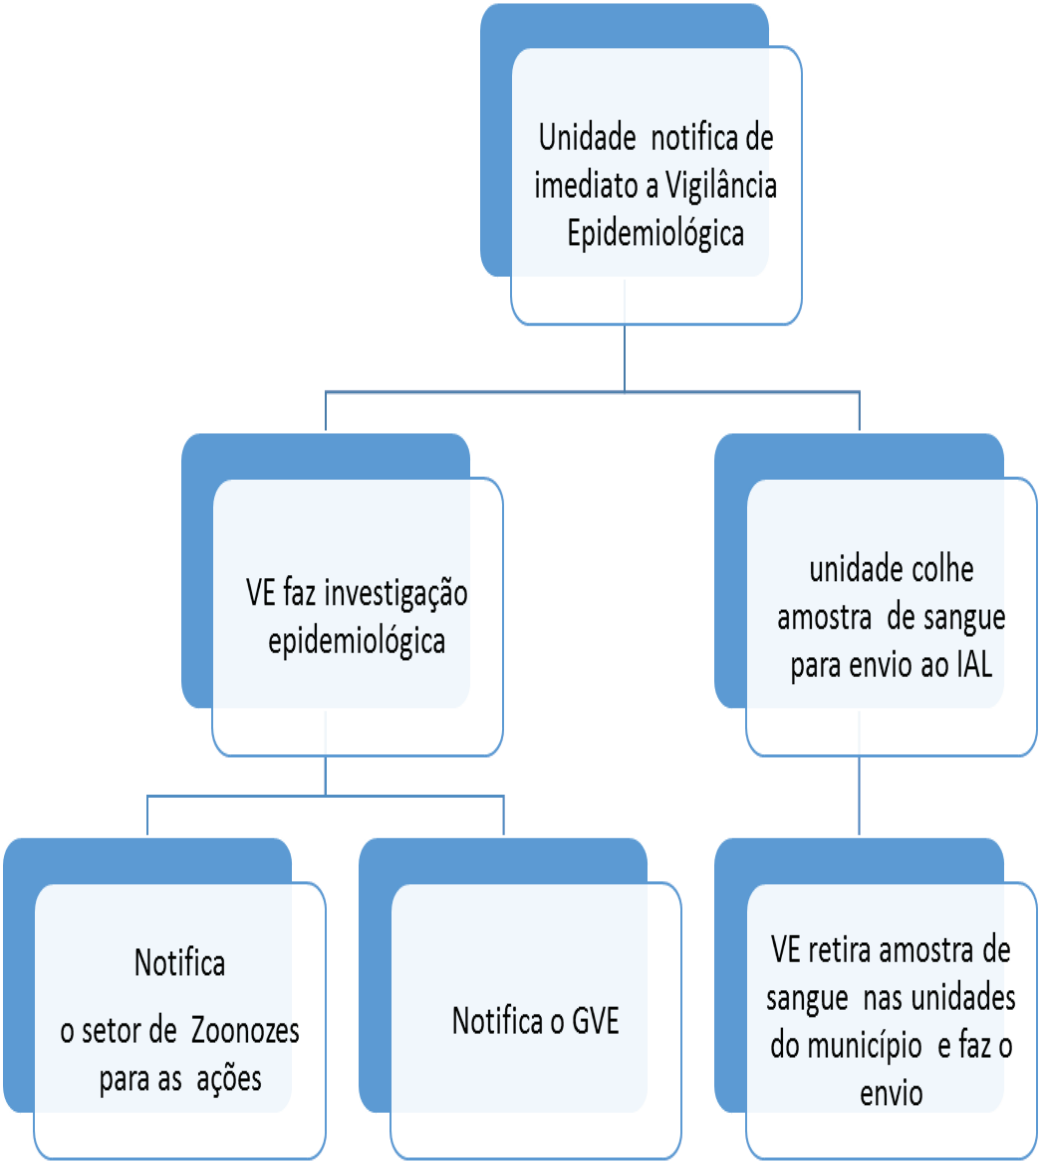 Unidade notifica de
imediato a Vigilância
Epidemiológica
VE faz investigação
epidemiológica
unidade colhe
amostra de sangue
para envio ao IAL
Notifica
o setor de Zoonozes
para as ações
Notifica o GVE
VE retira amostra de
sangue nas unidades
do município e faz o
envio